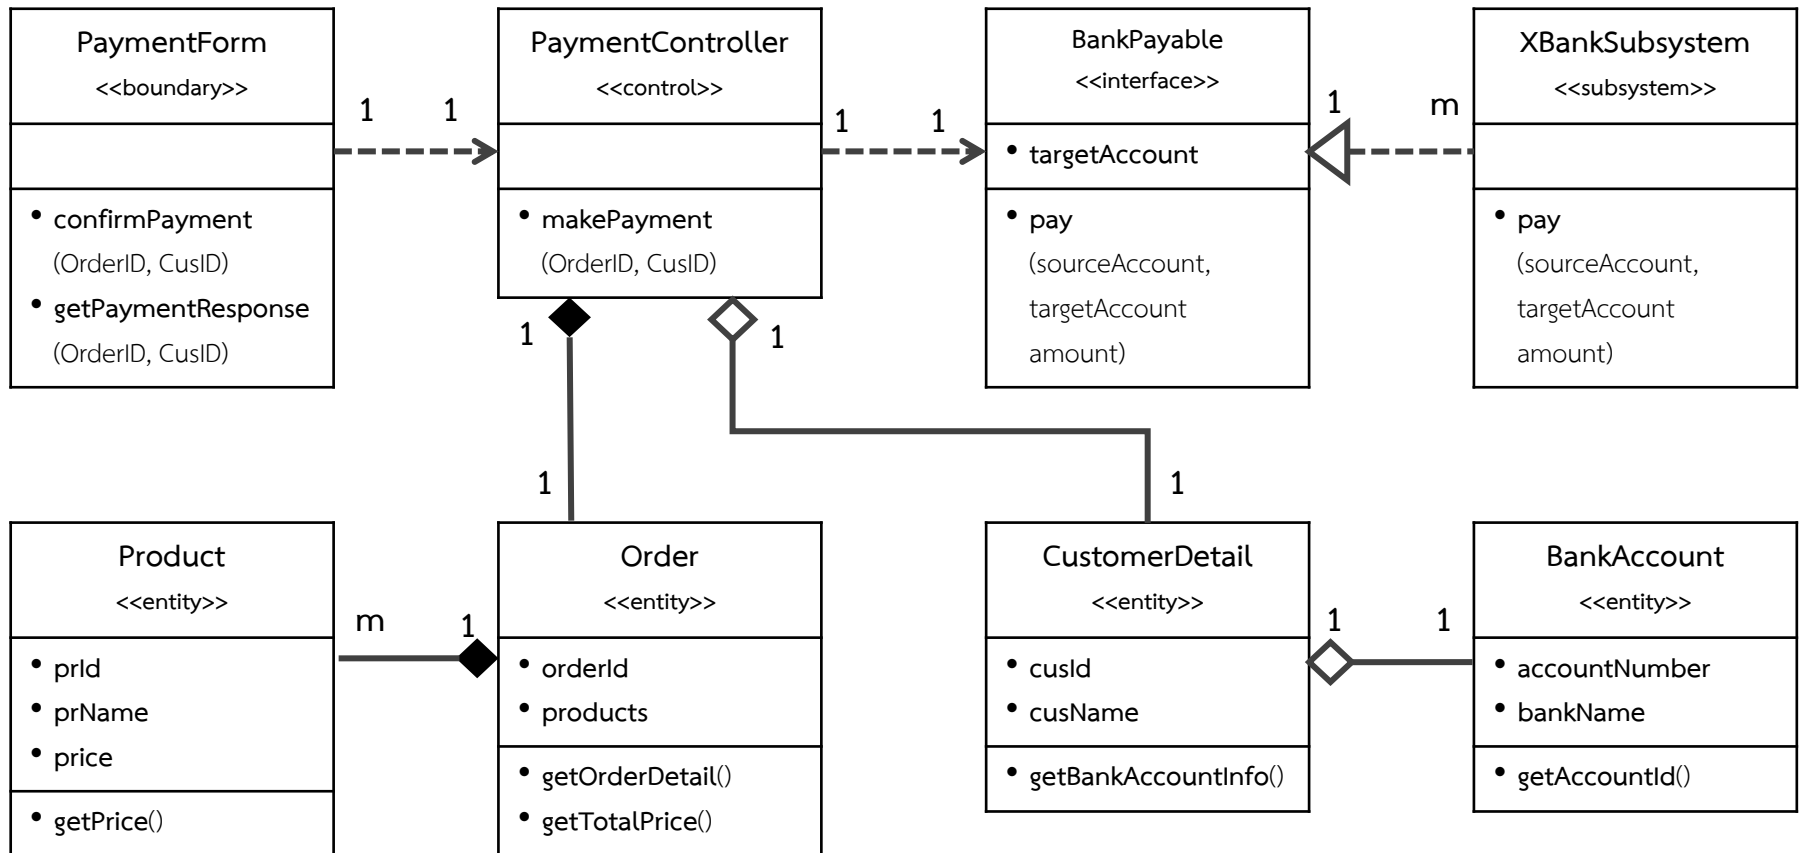 PaymentForm
<<boundary>>
• confirmPayment
(OrderID, CusID)
• getPaymentResponse
(OrderID, CusID)
1
1
PaymentController
<<control>>
• makePayment
(OrderID, CusID)
1
1
BankPayable
<<interface>>
• targetAccount
• pay
(sourceAccount,
targetAccount
amount)
1
m
XBankSubsystem
<<subsystem>>
• pay
(sourceAccount,
targetAccount
amount)
1
1
1
1
Product
<<entity>>
• prId
• prName
• price
• getPrice()
m
1
Order
<<entity>>
• orderId
• products
• getOrderDetail()
• getTotalPrice()
CustomerDetail
<<entity>>
• cusId
• cusName
• getBankAccountInfo()
1
1
BankAccount
<<entity>>
• accountNumber
• bankName
• getAccountId()